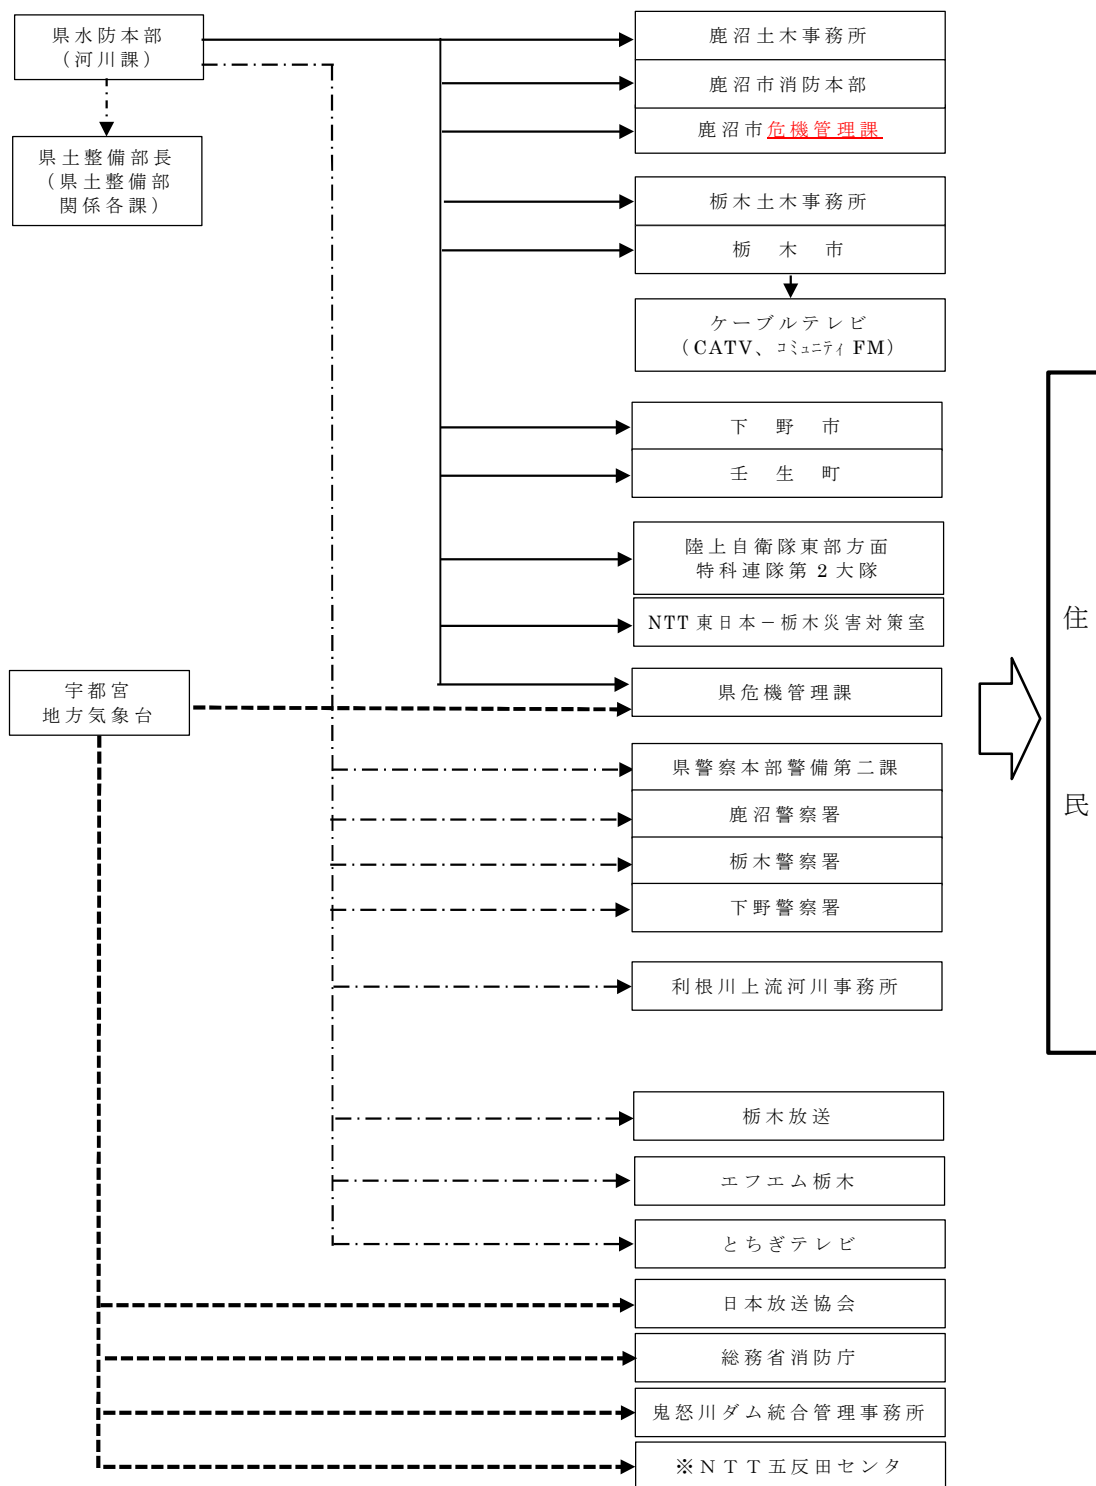 県水防本部
（河川課）
県土整備部長
（県土整備部
関係各課）
宇都宮
地方気象台
鹿沼土木事務所
鹿沼市消防本部
鹿沼市危機管理課
栃木土木事務所
栃　木　市
ケーブルテレビ
（CATV、コミュニティFM）
下　野　市
壬　生　町
陸上自衛隊東部方面
特科連隊第 2 大隊
NTT 東日本－栃木災害対策室
県危機管理課
県警察本部警備第二課
鹿沼警察署
栃木警察署
下野警察署
利根川上流河川事務所
栃木放送
エフエム栃木
とちぎテレビ
日本放送協会
総務省消防庁
鬼怒川ダム統合管理事務所
※ＮＴＴ五反田センタ
住
民